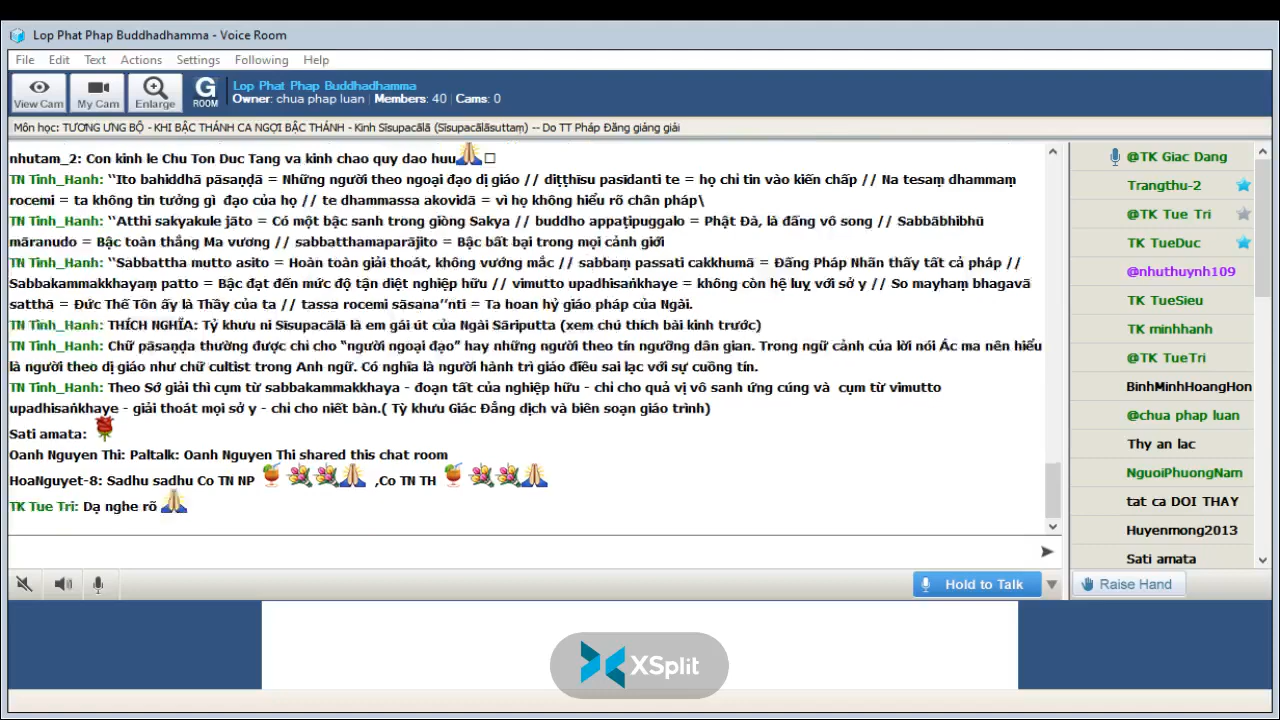 Lop Phat Phap Buddhadhamma - Voice Room
File Edit Text Actions Settings Following Help
View Cam My Cam Enlarge G ROOM
Lop Phat Phap Buddhadhamma
Owner: chua phap luan | Members: 40 | Cams: 0
Môn học: TƯƠNG ƯNG BỘ - KHI BẬC THÁNH CA NGỢI BẬC THÁNH - Kinh Sīsupacālā (Sīsupacālāsuttaṃ) -- Do TT Pháp Đăng giảng giải
nhutam_2: Con kinh le Chu Ton Duc Tang va kinh chao quy dao huu
TN Tinh_Hanh: ‘‘Ito bahiddhā pāsaṇḍā = Những người theo ngoại đạo dị giáo // diṭṭhīsu pasīdanti te = họ chỉ tin vào kiến chấp // Na tesaṃ dhammaṃ
rocemi = ta không tin tưởng gì đạo của họ // te dhammassa akovidā = vì họ không hiểu rõ chân pháp\
TN Tinh_Hanh: ‘‘Atthi sakyakule jāto = Có một bậc sanh trong giòng Sakya // buddho appaṭipuggalo = Phật Đà, là đấng vô song // Sabbābhibhū
māranudo = Bậc toàn thắng Ma vương // sabbatthamaparājito = Bậc bất bại trong mọi cảnh giới
TN Tinh_Hanh: ‘‘Sabbattha mutto asito = Hoàn toàn giải thoát, không vướng mắc // sabbaṃ passati cakkhumā = Đấng Pháp Nhãn thấy tất cả pháp //
Sabbakammakkhayaṃ patto = Bậc đạt đến mức độ tận diệt nghiệp hữu // vimutto upadhisaṅkhaye = không còn hệ luỵ với sở y // So mayhaṃ bhagavā
satthā = Đức Thế Tôn ấy là Thầy của ta // tassa rocemi sāsana’’nti = Ta hoan hỷ giáo pháp của Ngài.
TN Tinh_Hanh: THÍCH NGHĨA: Tỷ khưu ni Sīsupacālā là em gái út của Ngài Sāriputta (xem chú thích bài kinh trước)
TN Tinh_Hanh: Chữ pāsaṇḍa thường được chỉ cho “người ngoại đạo” hay những người theo tín ngưỡng dân gian. Trong ngữ cảnh của lời nói Ác ma nên hiểu
là người theo dị giáo như chữ cultist trong Anh ngữ. Có nghĩa là người hành trì giáo điều sai lạc với sự cuồng tín.
TN Tinh_Hanh: Theo Sớ giải thì cụm từ sabbakammakkhaya - đoạn tất của nghiệp hữu - chỉ cho quả vị vô sanh ứng cúng và cụm từ vimutto
upadhisaṅkhaye - giải thoát mọi sở y - chỉ cho niết bàn.( Tỳ khưu Giác Đẳng dịch và biên soạn giáo trình)
Sati amata:
Oanh Nguyen Thi: Paltalk: Oanh Nguyen Thi shared this chat room
HoaNguyet-8: Sadhu sadhu Co TN NP ,Co TN TH
TK Tue Tri: Dạ nghe rõ
Hold to Talk
@TK Giac Dang
Trangthu-2
@TK Tue Tri
TK TueDuc
@nhuthuynh109
TK TueSieu
TK minhhanh
@TK TueTri
BinhMinhHoangHon
@chua phap luan
Thy an lac
NguoiPhuongNam
tat ca DOI THAY
Huyenmong2013
Sati amata
Raise Hand
XSplit